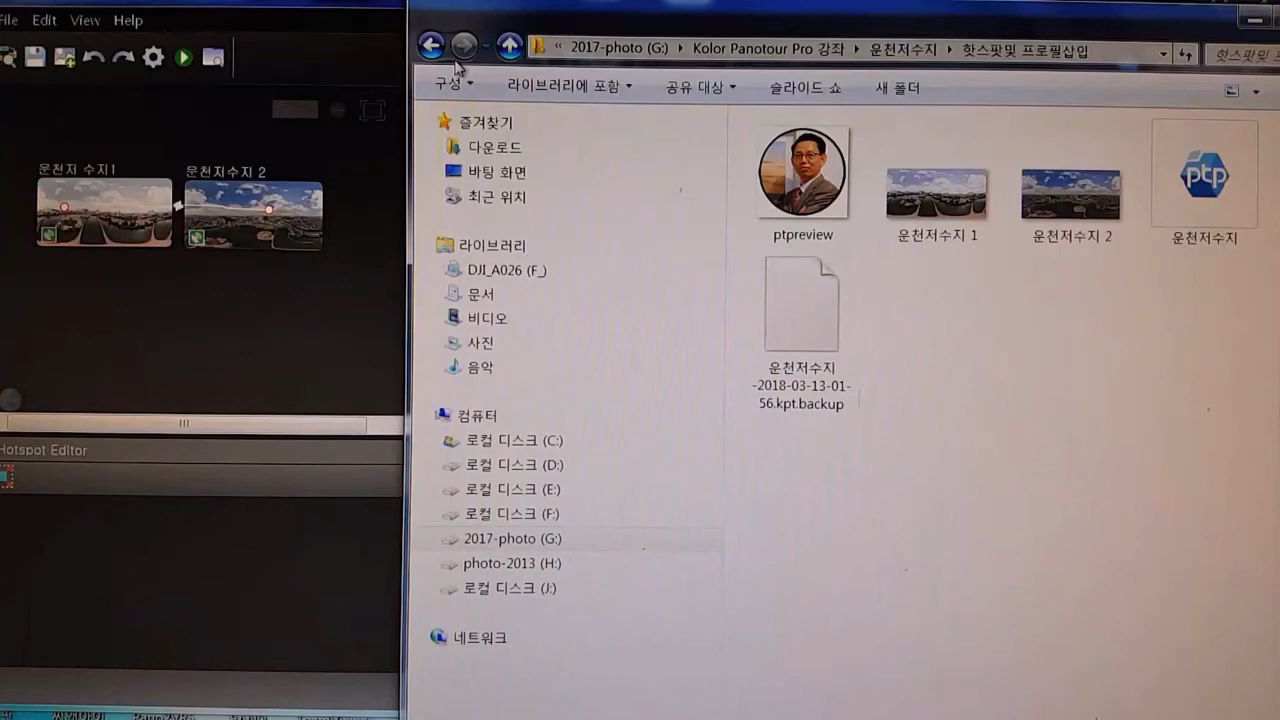 File Edit View Help
운천지 수지1
운천지수지 2
Hotspot Editor
« 2017-photo (G:) ▸ Kolor Panotour Pro 강좌 ▸ 운천저수지 ▸ 핫스팟및 프로필삽입
구성 라이브러리에 포함 공유 대상 슬라이드 쇼 새 폴더
즐겨찾기
다운로드
바탕 화면
최근 위치
라이브러리
DJI_A026 (F_)
문서
비디오
사진
음악
컴퓨터
로컬 디스크 (C:)
로컬 디스크 (D:)
로컬 디스크 (E:)
로컬 디스크 (F:)
2017-photo (G:)
photo-2013 (H:)
로컬 디스크 (J:)
네트워크
ptpreview
운천저수지 1
운천저수지 2
ptp
운천저수지
운천저수지
-2018-03-13-01-
56.kpt.backup